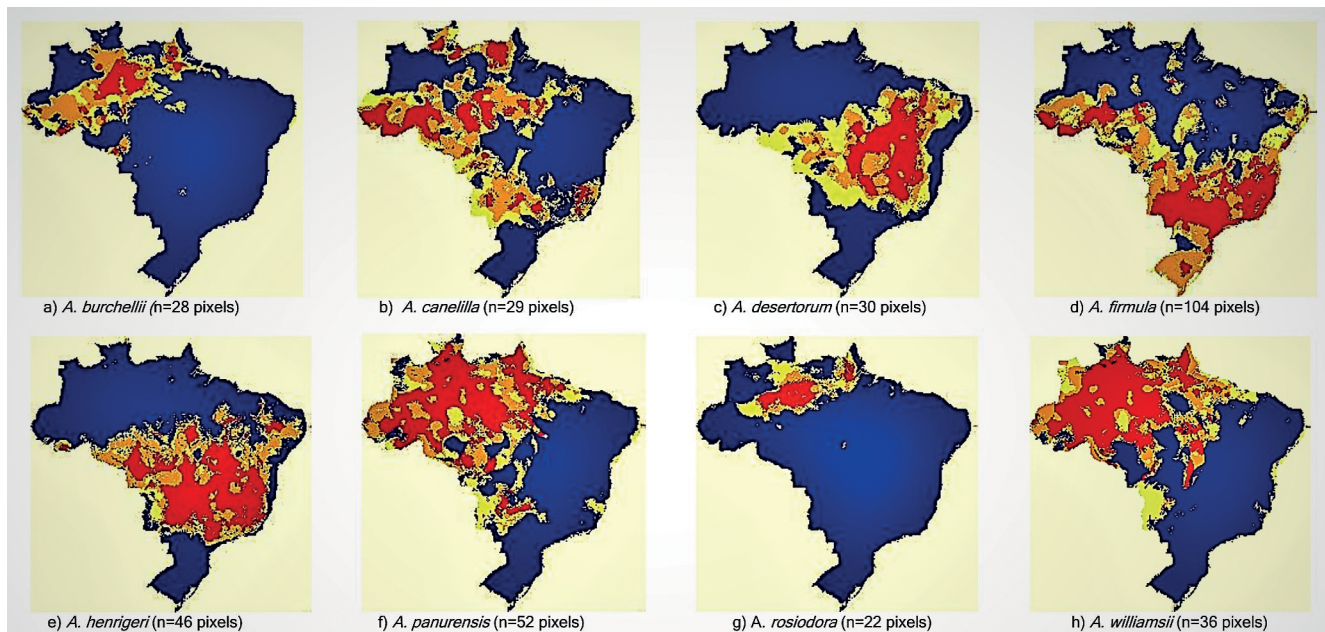 a) A. burchellii (n=28 pixels)
b) A. canelilla (n=29 pixels)
c) A. desertorum (n=30 pixels)
d) A. firmula (n=104 pixels)
e) A. henrigeri (n=46 pixels)
f) A. panurensis (n=52 pixels)
g) A. rosiodora (n=22 pixels)
h) A. williamsii (n=36 pixels)